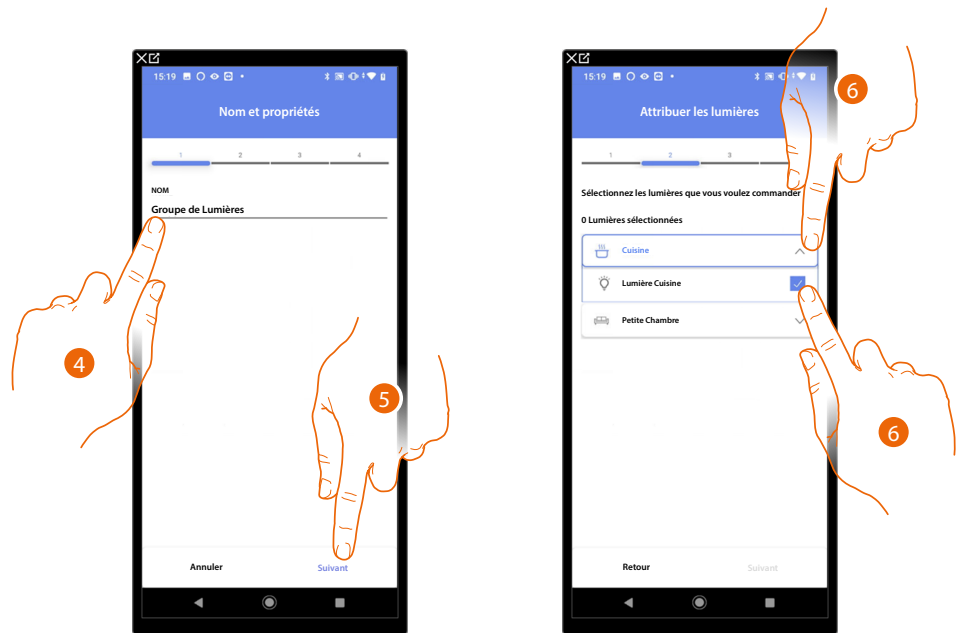 15:19
Nom et propriétés
1 2 3 4
NOM
Groupe de Lumières
4
5
Annuler Suivant
15:19
6
Attribuer les lumières
1 2 3
Sélectionnez les lumières que vous voulez commander
0 Lumières sélectionnées
Cuisine
Lumière Cuisine
Petite Chambre
6
Retour Suivant